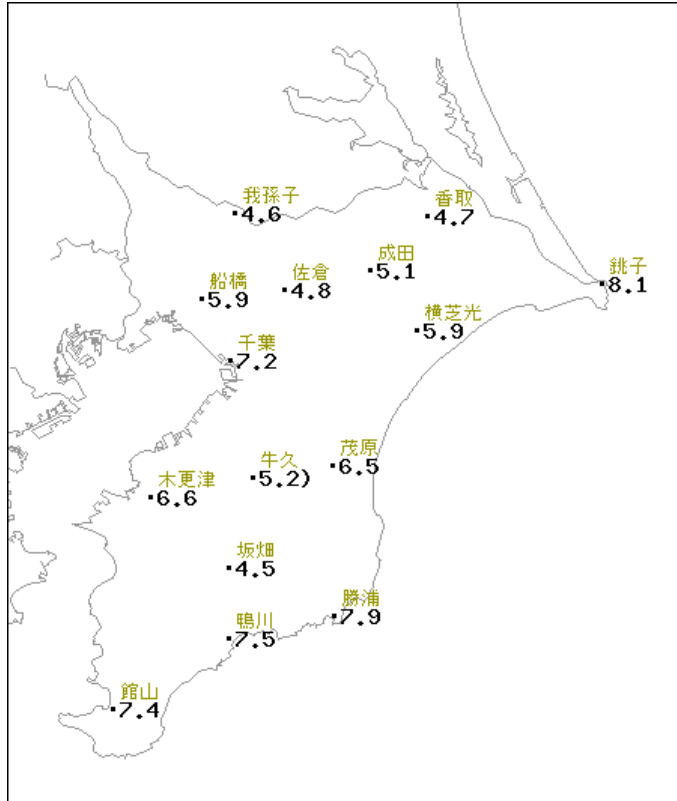 我孫子
4.6
香取
4.7
成田
5.1
佐倉
4.8
船橋
5.9
銚子
8.1
横芝光
5.9
千葉
7.2
茂原
6.5
牛久
5.2)
木更津
6.6
坂畑
4.5
勝浦
7.9
鴨川
7.5
館山
7.4